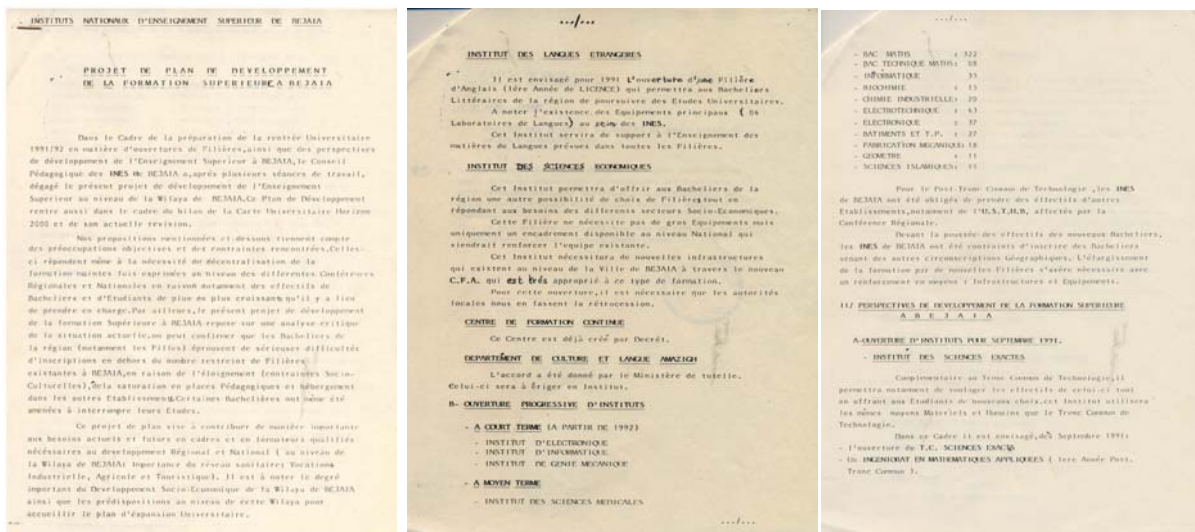 INSTITUTS NATIONAUX D'ENSEIGNEMENT SUPERIEUR DE BEJAIA
PROJET DE PLAN DE DEVELOPPEMENT
DE LA FORMATION SUPERIEURE A BEJAIA
Dans le Cadre de la préparation de la rentrée Universitaire
1991/92 en matière d'ouvertures de Filières,ainsi que des perspectives
de développement de l'Enseignement Supérieur à BEJAIA,le Conseil
Pédagogique des INES de BEJAIA a,après plusieurs séances de travail,
dégagé le présent projet de développement de l'Enseignement
Superieur au niveau de la Wilaya de BEJAIA.Ce Plan de Développement
rentre aussi dans le cadre du bilan de la Carte Universitaire Horizon
2000 et de son actuelle revision.
Nos propositions mentionnées ci-dessous tiennent compte
des préoccupations objectives et des contraintes rencontrées.Celles-
ci répondent même à la nécessité de décentralisation de la
formation maintes fois exprimées au niveau des differentes Conférences
Régionales et Nationales en raison notamment des effectifs de
Bacheliers et d'Etudiants de plus en plus croissants qu'il y a lieu
de prendre en charge.Par ailleurs,le présent projet de développement
de la formation Supérieure à BEJAIA repose sur une analyse critique
de la situation actuelle,on peut confirmer que les Bacheliers de
la région (notamment les Filles) éprouvent de sérieuses difficultés
d'inscriptions en dehors du nombre restreint de Filières
existantes à BEJAIA,en raison de l'éloignement (contraintes Socio-
Culturelles),de la saturation en places Pédagogiques et hébergement
dans les autres Etablissements.Certaines Bachelières ont même été
amenées à interrompre leurs Etudes.
Ce projet de plan vise à contribuer de manière importante
aux besoins actuels et futurs en cadres et en formateurs qualifiés
nécéssaires au developpement Régional et National ( au niveau de
la Wilaya de BEJAIA: Importance du réseau sanitaire; Vocations
Industrielle, Agricole et Touristique). Il est à noter le degré
important du Developpement Socio-Economique de la Wilaya de BEJAIA
ainsi que les prédispositions au niveau de cette Wilaya pour
accueillir le plan d'éxpansion Universitaire.
.../...
INSTITUT DES LANGUES ETRANGERES
Il est envisagé pour 1991 l'ouverture d'une Filière
d'Anglais (1ére Année de LICENCE) qui permettra aux Bacheliers
Littéraires de la région de poursuivre des Etudes Universitaires.
A noter l'existence des Equipements principaux ( 06
Laboratoires de Langues) au sein des INES.
Cet Institut servira de support à l'Enseignement des
matières de Langues prévues dans toutes les Filières.
INSTITUT DES SCIENCES ECONOMIQUES
Cet Institut permettra d'offrir aux Bacheliers de la
région une autre possibilité de choix de Filières,tout en
répondant aux besoins des differents secteurs Socio-Economiques.
Cette Filière ne nécessite pas de gros Equipements mais
uniquement un encadrement disponible au niveau National qui
viendrait renforcer l'equipe existante.
Cet Institut nécessitera de nouvelles infrastructures
qui existent au niveau de la Ville de BEJAIA à travers le nouveau
C.F.A. qui est très approprié à ce type de formation.
Pour cette ouverture,il est nécessaire que les autorités
locales nous en fassent la rétrocession.
CENTRE DE FORMATION CONTINUE
Ce Centre est déjà créé par Decrét.
DEPARTEMENT DE CULTURE ET LANGUE AMAZIGH
L'accord a été donné par le Ministère de tutelle.
Celui-ci sera à ériger en Institut.
B- OUVERTURE PROGRESSIVE D'INSTITUTS
- A COURT TERME (A PARTIR DE 1992)
- INSTITUT D'ELECTRONIQUE
- INSTITUT D'INFORMATIQUE
- INSTITUT DE GENIE MECANIQUE
- A MOYEN TERME
- INSTITUT DES SCIENCES MEDICALES
.../...
.../...
- BAC MATHS : 322
- BAC TECHNIQUE MATHS:
- INFORMATIQUE
- BIOCHIMIE :
- CHIMIE INDUSTRIELLE: 20
- ELECTROTECHNIQUE :
- ELECTRONIQUE : 37
- BATIMENTS ET T.P. : 27
- FABRICATION MECANIQUE:
- GEOMETRE :
- SCIENCES ISLAMIQUES:
Pour le Post-Tronc Commun de Technologie ,les INES
de BEJAIA ont été obligés de prendre des effectifs d'autres
Etablissements,notament de l'U.S.T.H.B, affectés par la
Conférence Régionale.
Devant la poussée des effectifs des nouveaux Bacheliers,
les INES de BEJAIA ont été contraints d'inscrire des Bacheliers
venant des autres circonscriptions Géographiques. L'élargissement
de la formation par de nouvelles Filières s'avère nécessaire avec
un renforcement en moyens : Infrastructures et Equipements.
II/ PERSPECTIVES DE DEVELOPPEMENT DE LA FORMATION SUPERIEURE
A BEJAIA
A-OUVERTURE D'INSTITUTS POUR SEPTEMBRE 1991.
- INSTITUT DES SCIENCES EXACTES
Complémentaire au Tronc Commun de Technologie,il
permettra notament de soulager les effectifs de celui-ci tout
en offrant aux Etudiants de nouveaux choix.cet Institut utilisera
les mêmes moyens Materiels et Humains que le Tronc Commun de
Technologie.
Dans ce Cadre il est envisagé,dès Septembre 1991:
- l'ouverture du T.C. SCIENCES EXACTES
- Un INGENIORAT EN MATHEMATIQUES APPLIQUEES ( 1ere Année Post.
Tronc Commun ).